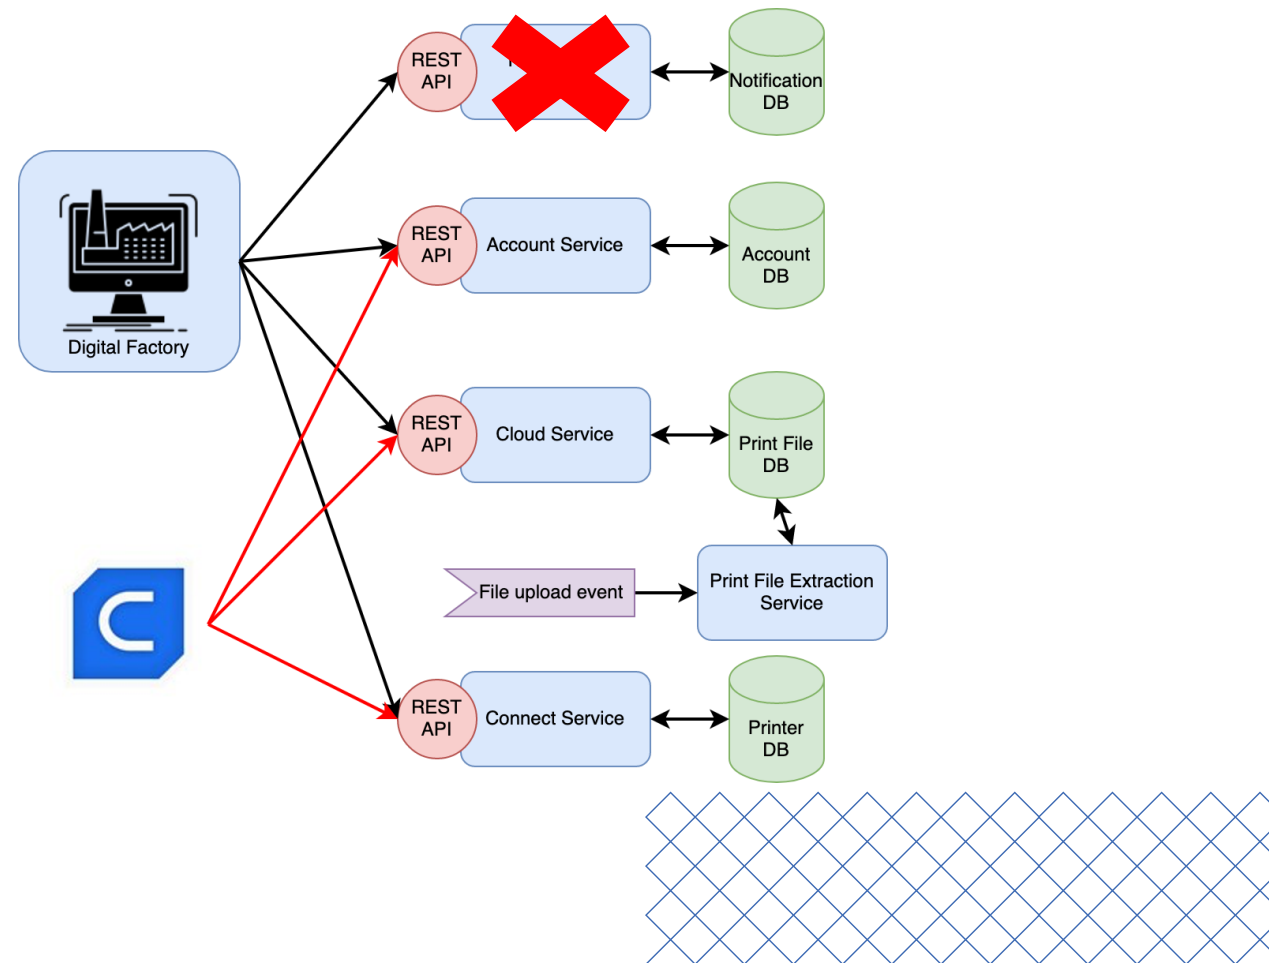 REST
API
Notification
DB
REST
API
Account Service
Account
DB
Digital Factory
REST
API
Cloud Service
Print File
DB
File upload event
Print File Extraction
Service
C
REST
API
Connect Service
Printer
DB